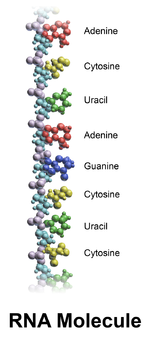 Adenine
Cytosine
Uracil
Adenine
Guanine
Cytosine
Uracil
Cytosine
RNA Molecule